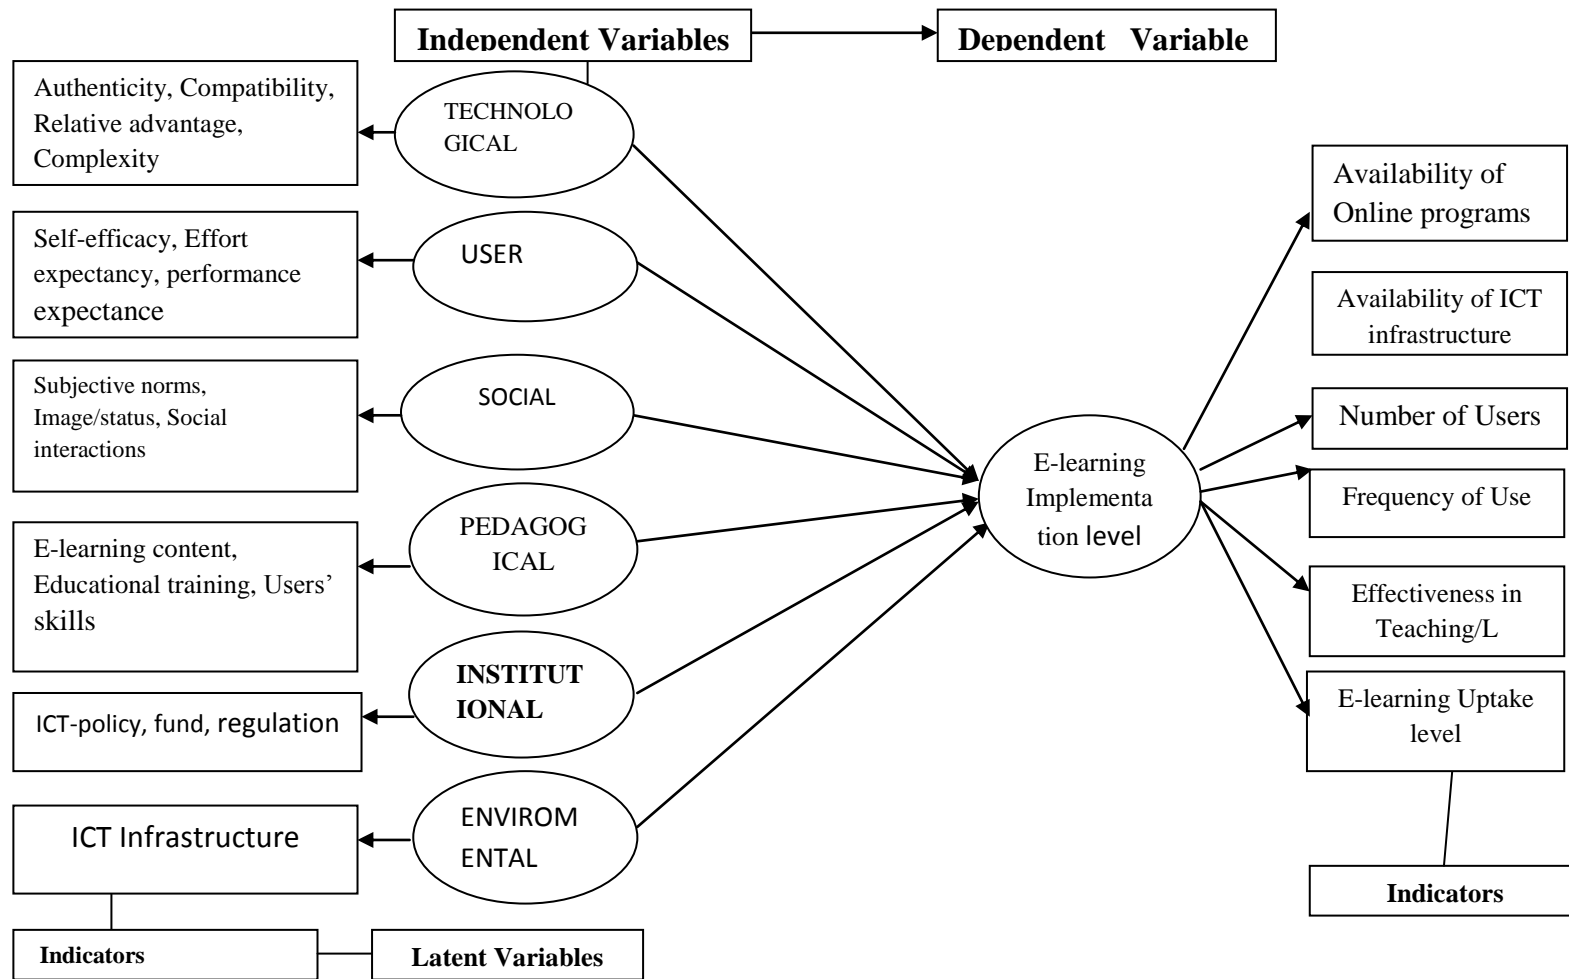 Independent Variables
Dependent Variable
Authenticity, Compatibility,
Relative advantage,
Complexity
TECHNOLO
GICAL
Self-efficacy, Effort
expectancy, performance
expectance
USER
Subjective norms,
Image/status, Social
interactions
SOCIAL
E-learning content,
Educational training, Users’
skills
PEDAGOG
ICAL
ICT-policy, fund, regulation
INSTITUT
IONAL
ICT Infrastructure
ENVIROM
ENTAL
Indicators
Latent Variables
E-learning
Implementa
tion level
Availability of
Online programs
Availability of ICT
infrastructure
Number of Users
Frequency of Use
Effectiveness in
Teaching/L
E-learning Uptake
level
Indicators